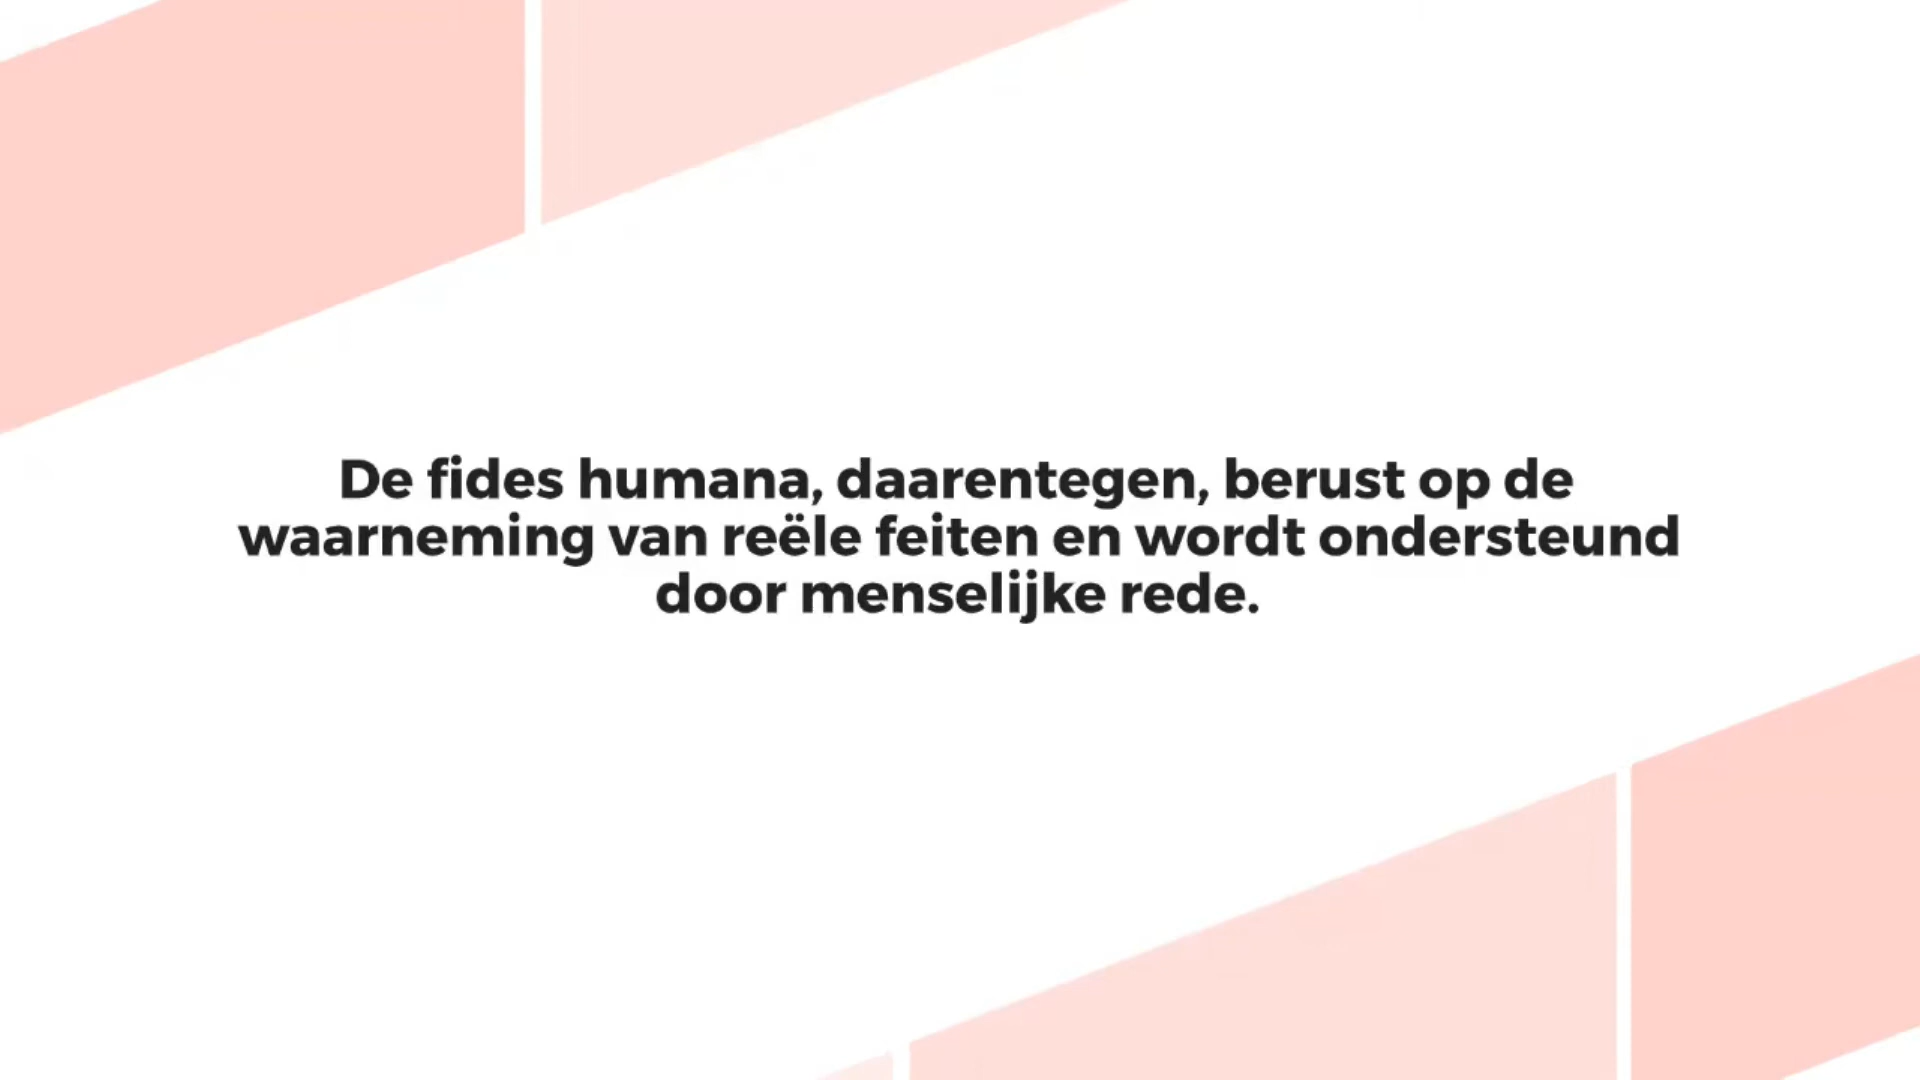 De fides humana, daarentegen, berust op de
waarneming van reële feiten en wordt ondersteund
door menselijke rede.